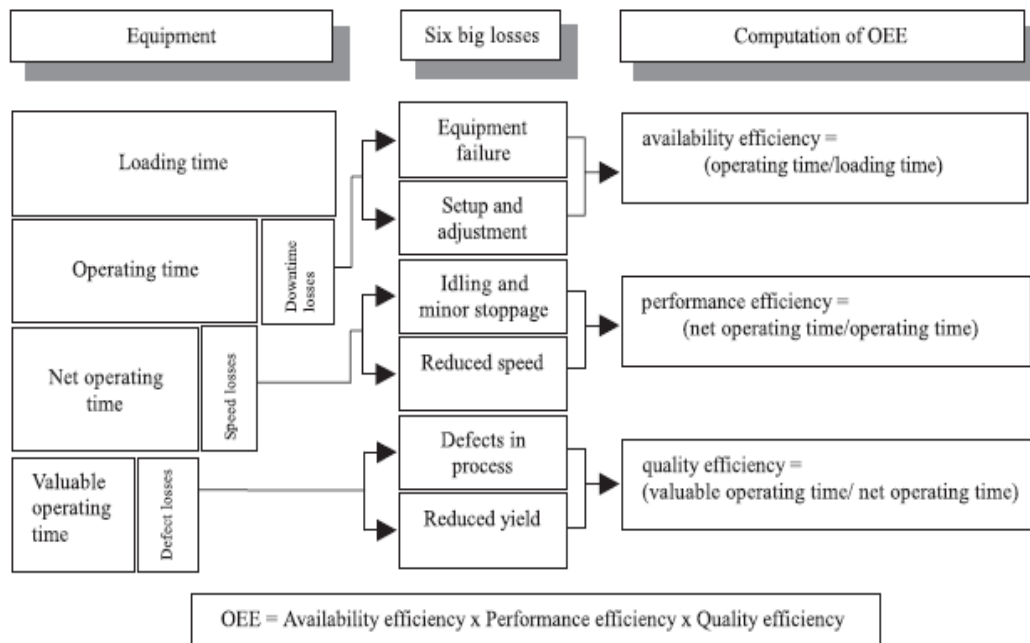 Equipment
Six big losses
Computation of OEE
Loading time
Operating time
Downtime
losses
Net operating
time
Speed losses
Valuable
operating
time
Defect losses
Equipment
failure
Setup and
adjustment
Idling and
minor stoppage
Reduced speed
Defects in
process
Reduced yield
availability efficiency =
(operating time/loading time)
performance efficiency =
(net operating time/operating time)
quality efficiency =
(valuable operating time/ net operating time)
OEE = Availability efficiency x Performance efficiency x Quality efficiency